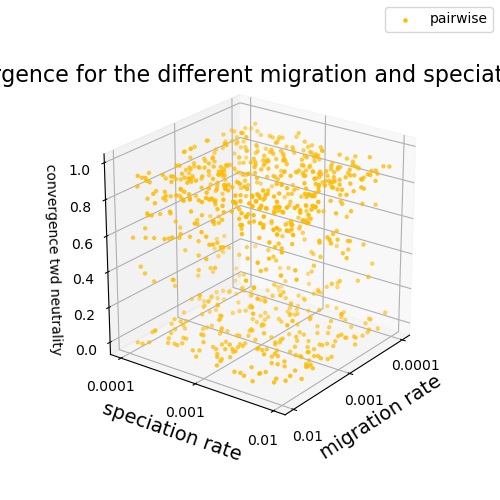 pairwise
rgence for the different migration and speciat
1.0
0.8
0.6
0.4
0.2
0.0
convergence twd neutrality
0.0001
0.001
0.01
speciation rate
0.0001
0.001
0.01
migration rate